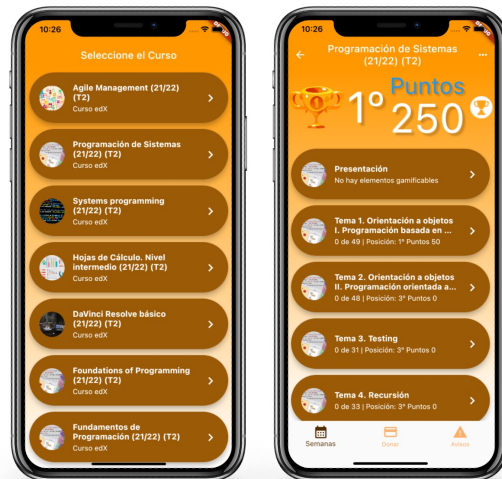 10:26
Seleccione el Curso
Agile Management (21/22)
(T2)
Curso edX
Programación de Sistemas
(21/22) (T2)
Curso edX
Systems programming
(21/22) (T2)
Curso edX
Hojas de Cálculo. Nivel
intermedio (21/22) (T2)
Curso edX
DaVinci Resolve básico
(21/22) (T2)
Curso edX
Foundations of Programming
(21/22) (T2)
Curso edX
Fundamentos de
Programación (21/22) (T2)
Curso edX
10:26
Programación de Sistemas
(21/22) (T2)
1º
Puntos
250
Presentación
No hay elementos gamificables
Tema 1. Orientación a objetos
I. Programación basada en ...
0 de 49 | Posición: 1º Puntos 50
Tema 2. Orientación a objetos
II. Programación orientada a...
0 de 48 | Posición: 3º Puntos 0
Tema 3. Testing
0 de 31 | Posición: 3º Puntos 0
Tema 4. Recursión
0 de 33 | Posición: 3º Puntos 0
Semanas
Donar
Avisos